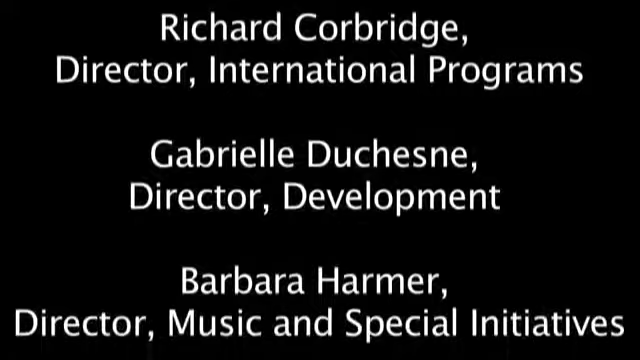 Richard Corbridge,
Director, International Programs
Gabrielle Duchesne,
Director, Development
Barbara Harmer,
Director, Music and Special Initiatives